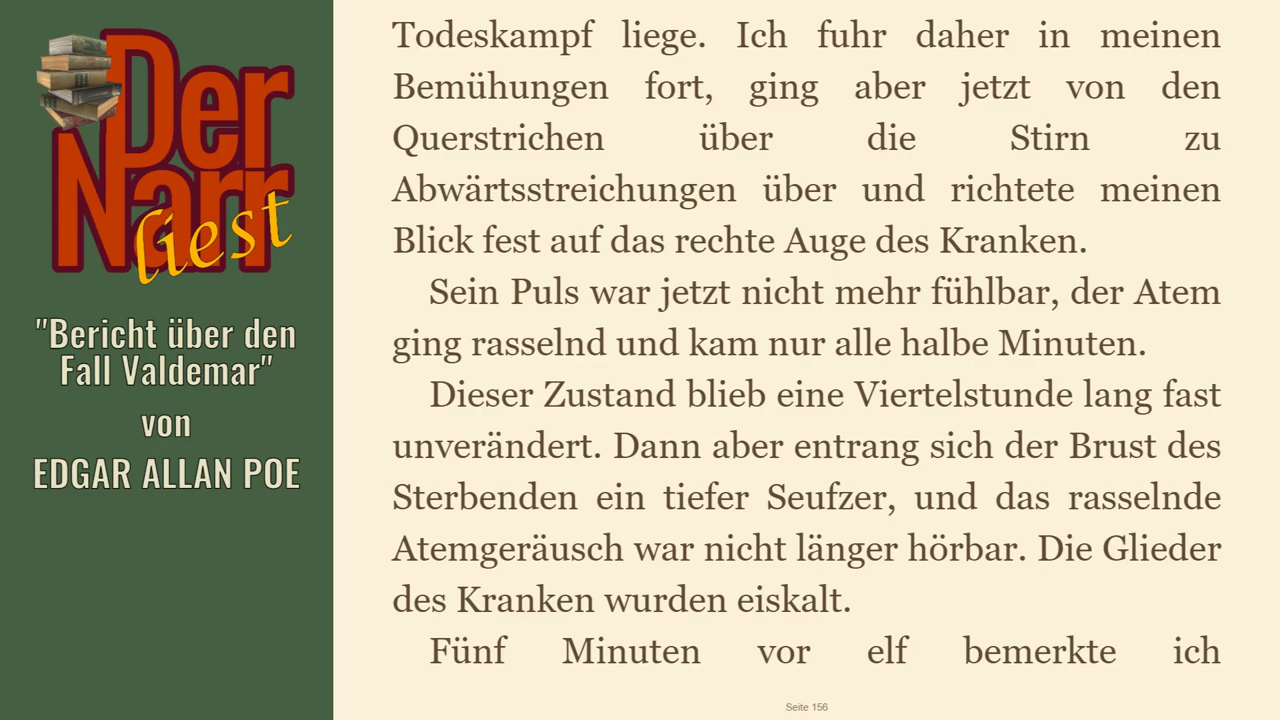 Der
Narr
liest
"Bericht über den
Fall Valdemar"
von
EDGAR ALLAN POE
Todeskampf liege. Ich fuhr daher in meinen
Bemühungen fort, ging aber jetzt von den
Querstrichen über die Stirn zu
Abwärtsstreichungen über und richtete meinen
Blick fest auf das rechte Auge des Kranken.
Sein Puls war jetzt nicht mehr fühlbar, der Atem
ging rasselnd und kam nur alle halbe Minuten.
Dieser Zustand blieb eine Viertelstunde lang fast
unverändert. Dann aber entrang sich der Brust des
Sterbenden ein tiefer Seufzer, und das rasselnde
Atemgeräusch war nicht länger hörbar. Die Glieder
des Kranken wurden eiskalt.
Fünf Minuten vor elf bemerkte ich
Seite 156